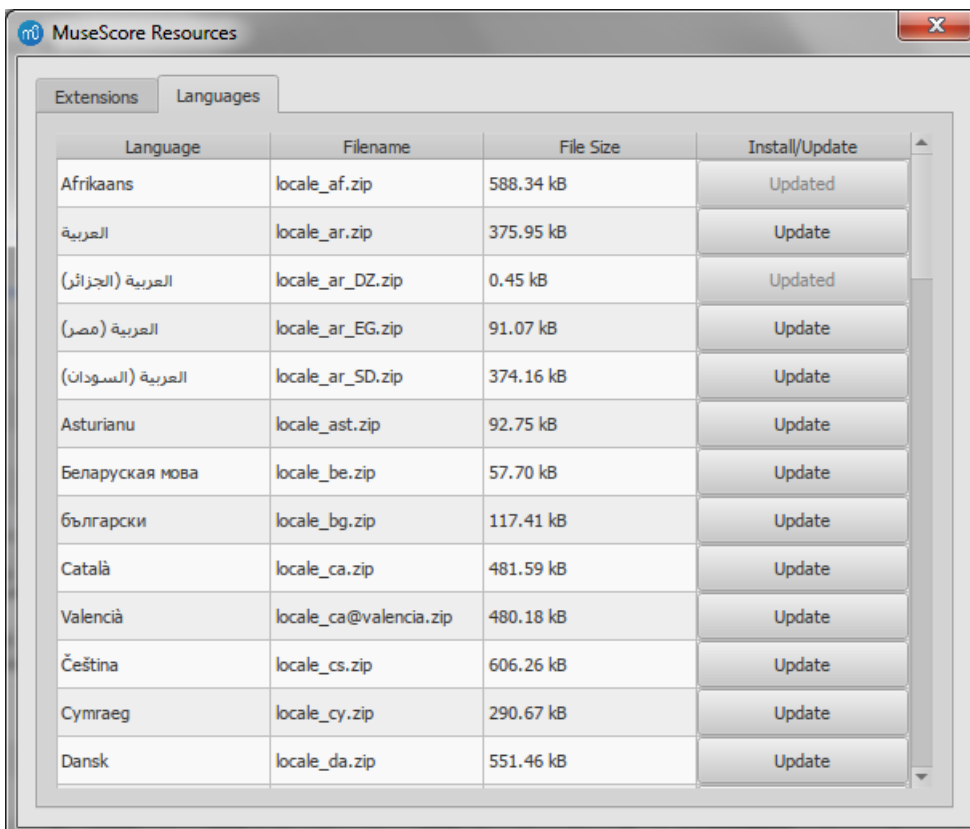 MuseScore Resources
Extensions Languages
Language Filename File Size Install/Update
Afrikaans locale_af.zip 588.34 kB Updated
العربية locale_ar.zip 375.95 kB Update
العربية (الجزائر) locale_ar_DZ.zip 0.45 kB Updated
العربية (مصر) locale_ar_EG.zip 91.07 kB Update
العربية (السودان) locale_ar_SD.zip 374.16 kB Update
Asturianu locale_ast.zip 92.75 kB Update
Беларуская мова locale_be.zip 57.70 kB Update
български locale_bg.zip 117.41 kB Update
Català locale_ca.zip 481.59 kB Update
Valencià locale_ca@valencia.zip 480.18 kB Update
Čeština locale_cs.zip 606.26 kB Update
Cymraeg locale_cy.zip 290.67 kB Update
Dansk locale_da.zip 551.46 kB Update